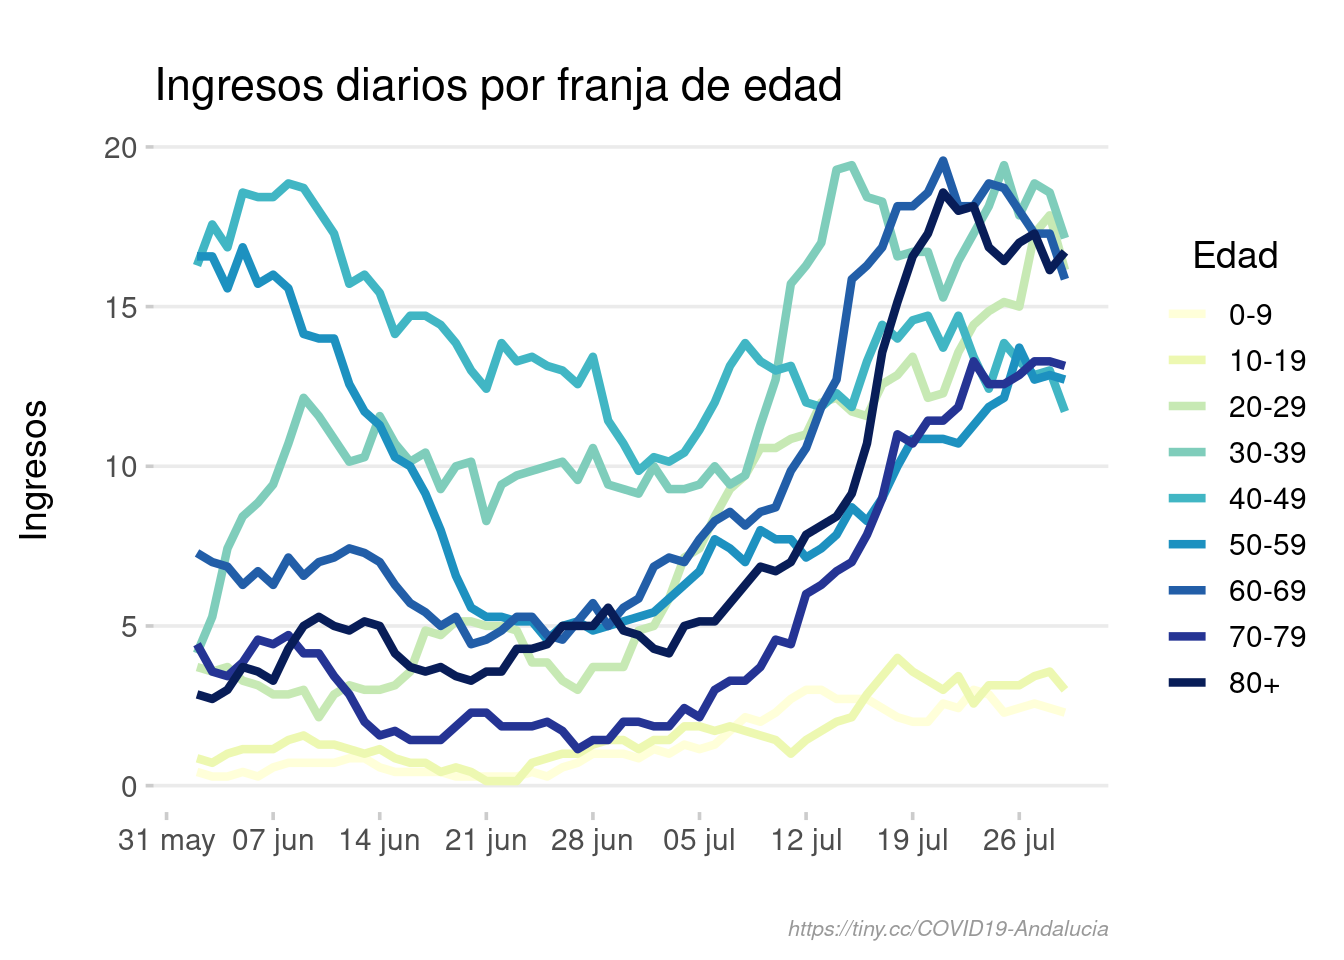 Ingresos diarios por franja de edad
Ingresos
20
15
10
5
0
31 may 07 jun 14 jun 21 jun 28 jun 05 jul 12 jul 19 jul 26 jul
Edad
0-9
10-19
20-29
30-39
40-49
50-59
60-69
70-79
80+
https://tiny.cc/COVID19-Andalucia